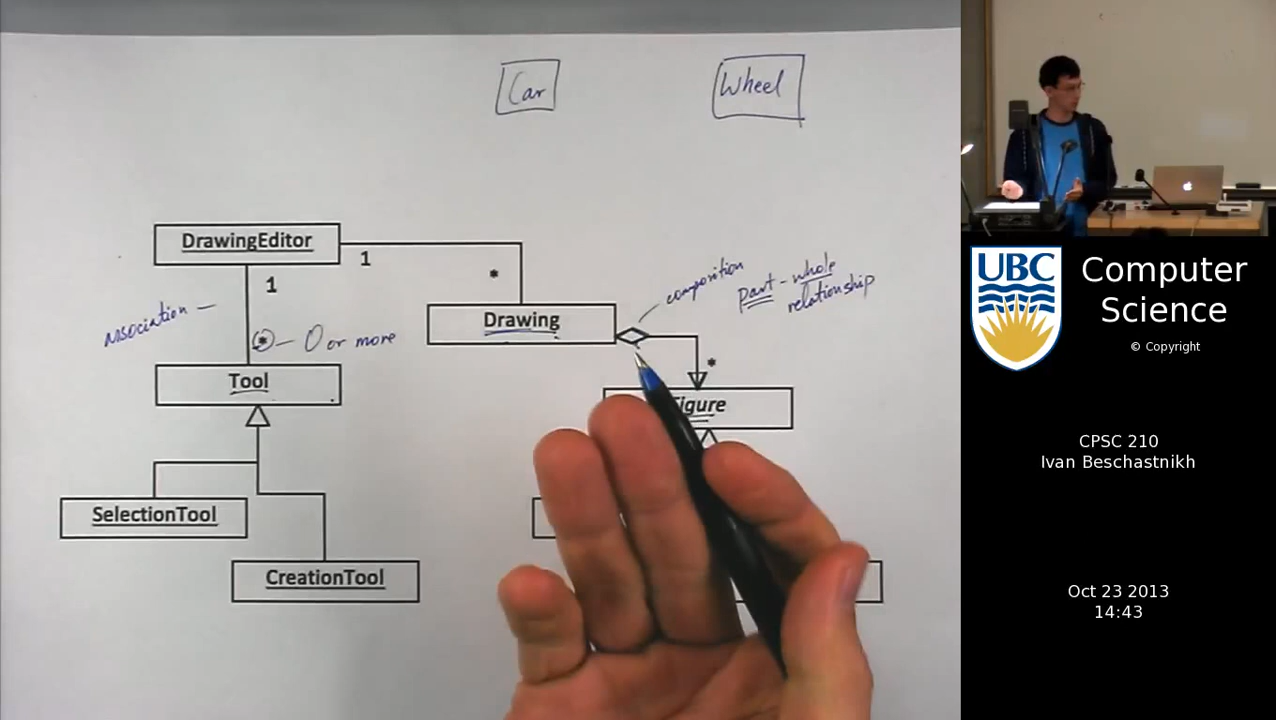 Car
Wheel
DrawingEditor
1
*
1
composition
part - whole
relationship
association
* - 0 or more
Drawing
*
Tool
Figure
SelectionTool
CreationTool
UBC
Computer
Science
© Copyright
CPSC 210
Ivan Beschastnikh
Oct 23 2013
14:43